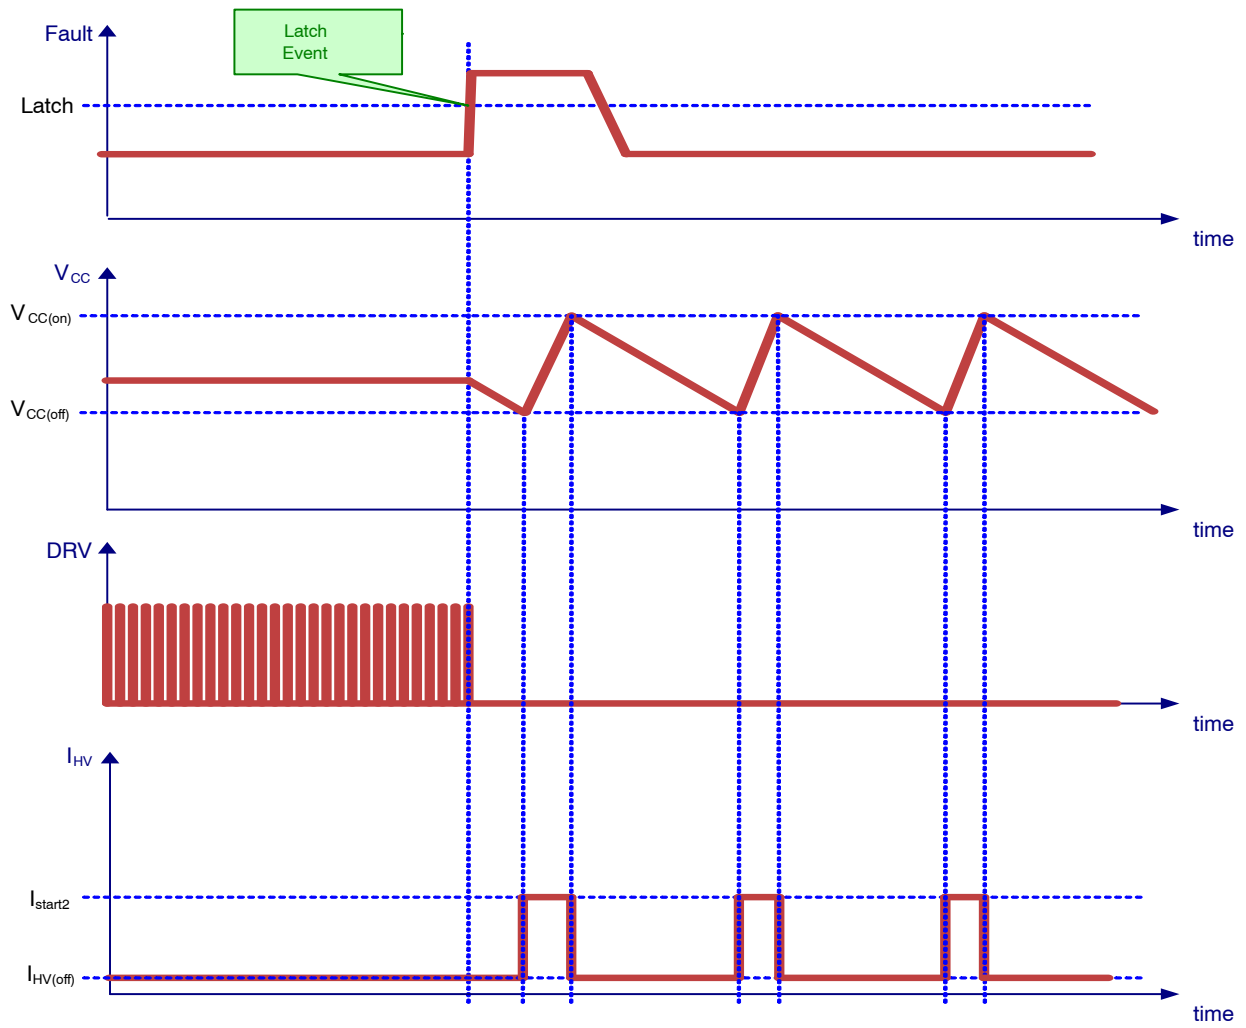 Fault
Latch
Event
Latch
time
VCC
VCC(on)
VCC(off)
time
DRV
time
IHV
Istart2
IHV(off)
time